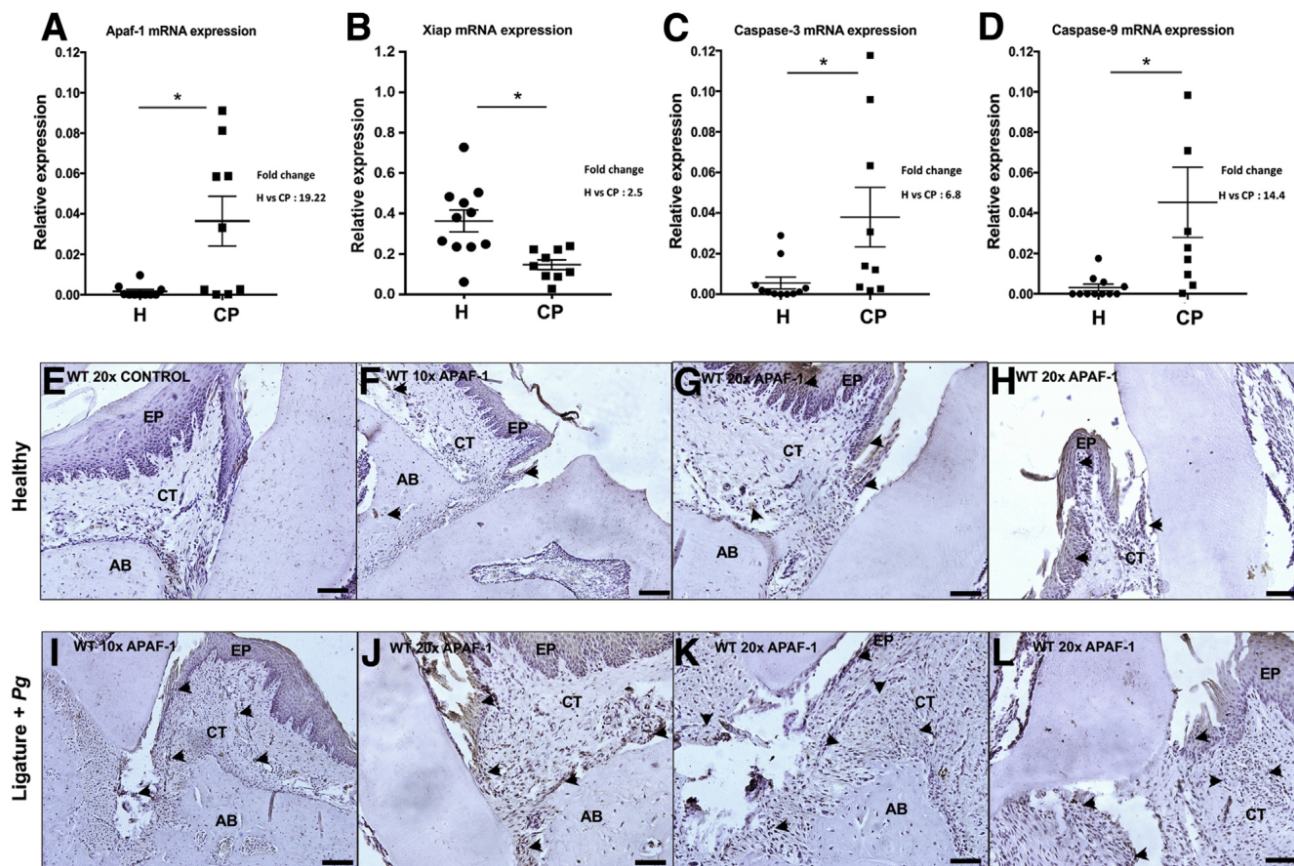 A Apaf-1 mRNA expression
0.12
0.10
0.08
0.06
0.04
0.02
0.00
Relative expression
*
Fold change
H vs CP : 19.22
H CP
B Xiap mRNA expression
1.2
1.0
0.8
0.6
0.4
0.2
0.0
Relative expression
*
Fold change
H vs CP : 2.5
H CP
C Caspase-3 mRNA expression
0.12
0.10
0.08
0.06
0.04
0.02
0.00
Relative expression
*
Fold change
H vs CP : 6.8
H CP
D Caspase-9 mRNA expression
0.12
0.10
0.08
0.06
0.04
0.02
0.00
Relative expression
*
Fold change
H vs CP : 14.4
H CP
Healthy
E WT 20x CONTROL
EP
CT
AB
F WT 10x APAF-1
EP
CT
AB
G WT 20x APAF-1
EP
CT
AB
H WT 20x APAF-1
EP
CT
Ligature + Pg
I WT 10x APAF-1
EP
CT
AB
J WT 20x APAF-1
EP
CT
AB
K WT 20x APAF-1
EP
CT
AB
L WT 20x APAF-1
EP
CT